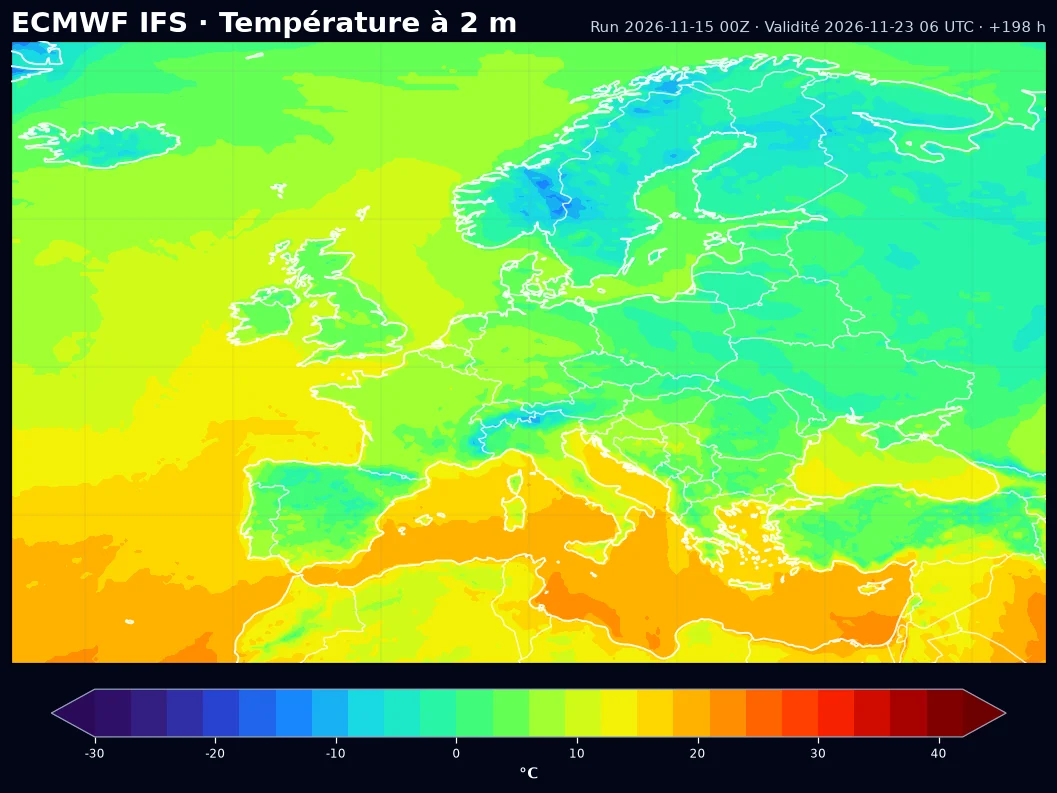 ECMWF IFS · Température à 2 m
Run 2026-11-15 00Z · Validité 2026-11-23 06 UTC · +198 h
-30 -20 -10 0 10 20 30 40
°C